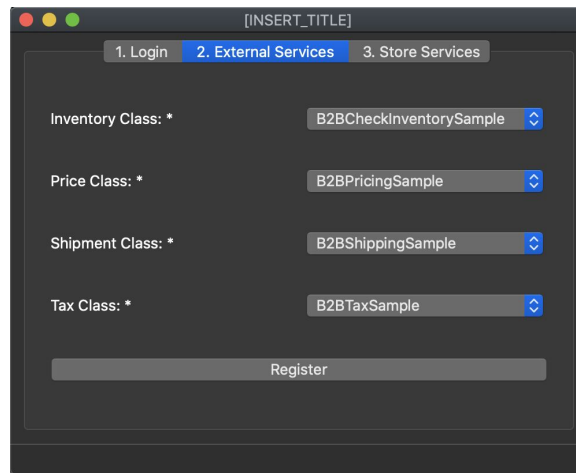 [INSERT_TITLE]
1. Login 2. External Services 3. Store Services
Inventory Class: * B2BCheckInventorySample
Price Class: * B2BPricingSample
Shipment Class: * B2BShippingSample
Tax Class: * B2BTaxSample
Register